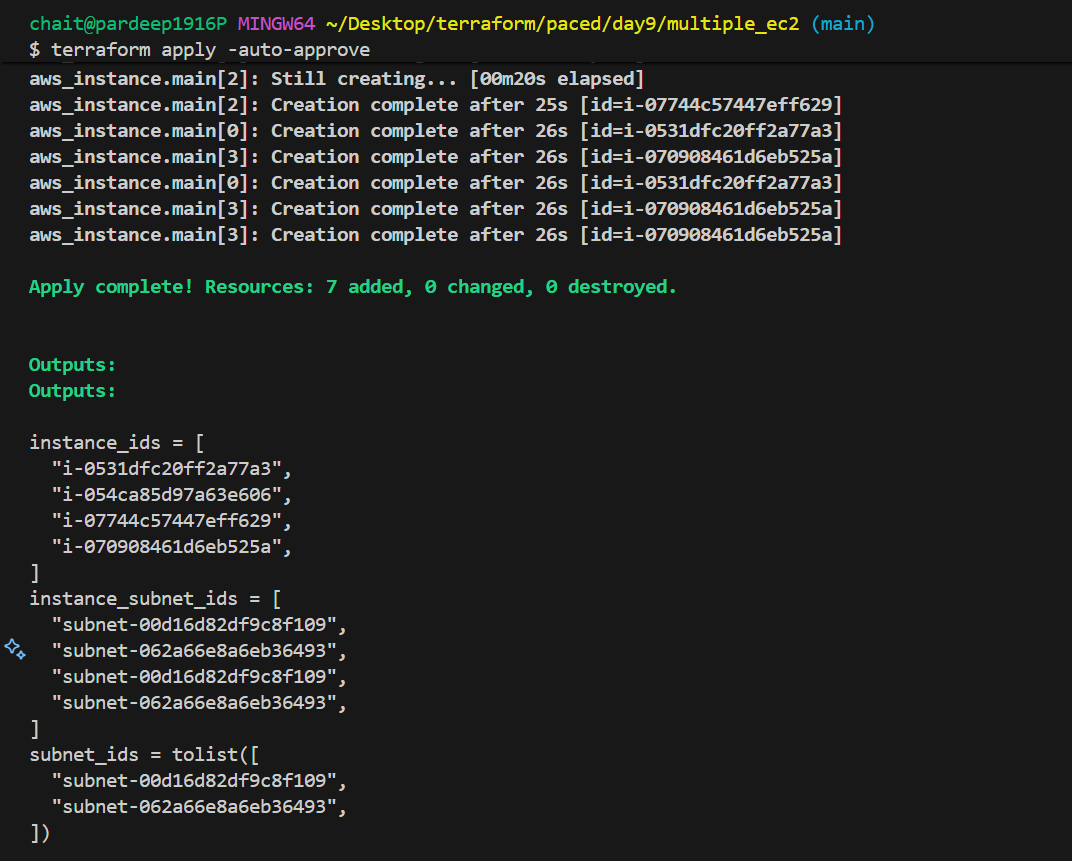 chait@pardeep1916P MINGW64 ~/Desktop/terraform/paced/day9/multiple_ec2 (main)
$ terraform apply -auto-approve
aws_instance.main[2]: Still creating... [00m20s elapsed]
aws_instance.main[2]: Creation complete after 25s [id=i-07744c57447eff629]
aws_instance.main[0]: Creation complete after 26s [id=i-0531dfc20ff2a77a3]
aws_instance.main[3]: Creation complete after 26s [id=i-070908461d6eb525a]
aws_instance.main[0]: Creation complete after 26s [id=i-0531dfc20ff2a77a3]
aws_instance.main[3]: Creation complete after 26s [id=i-070908461d6eb525a]
aws_instance.main[3]: Creation complete after 26s [id=i-070908461d6eb525a]
Apply complete! Resources: 7 added, 0 changed, 0 destroyed.
Outputs:
Outputs:
instance_ids = [
  "i-0531dfc20ff2a77a3",
  "i-054ca85d97a63e606",
  "i-07744c57447eff629",
  "i-070908461d6eb525a",
]
instance_subnet_ids = [
  "subnet-00d16d82df9c8f109",
  "subnet-062a66e8a6eb36493",
  "subnet-00d16d82df9c8f109",
  "subnet-062a66e8a6eb36493",
]
subnet_ids = tolist([
  "subnet-00d16d82df9c8f109",
  "subnet-062a66e8a6eb36493",
])